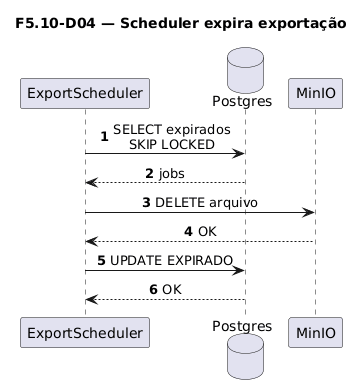 F5.10-D04 — Scheduler expira exportação
ExportScheduler
Postgres
MinIO
1 SELECT expirados
SKIP LOCKED
2 jobs
3 DELETE arquivo
4 OK
5 UPDATE EXPIRADO
6 OK
ExportScheduler
Postgres
MinIO